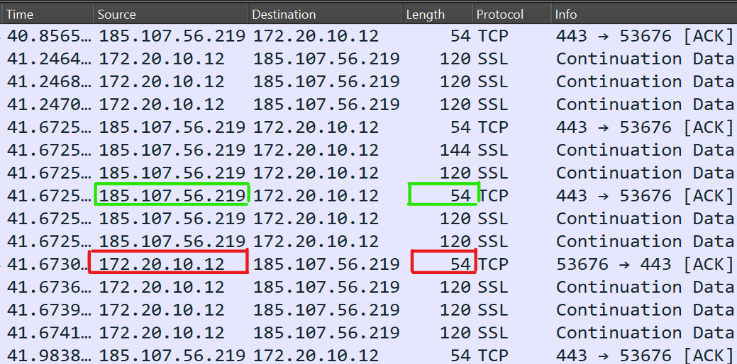 Time Source Destination Length Protocol Info
40.8565… 185.107.56.219 172.20.10.12 54 TCP 443 → 53676 [ACK]
41.2464… 172.20.10.12 185.107.56.219 120 SSL Continuation Data
41.2468… 172.20.10.12 185.107.56.219 120 SSL Continuation Data
41.2470… 172.20.10.12 185.107.56.219 120 SSL Continuation Data
41.6725… 185.107.56.219 172.20.10.12 54 TCP 443 → 53676 [ACK]
41.6725… 185.107.56.219 172.20.10.12 144 SSL Continuation Data
41.6725… 185.107.56.219 172.20.10.12 120 SSL Continuation Data
41.6725… 185.107.56.219 172.20.10.12 54 TCP 443 → 53676 [ACK]
41.6725… 185.107.56.219 172.20.10.12 120 SSL Continuation Data
41.6725… 185.107.56.219 172.20.10.12 120 SSL Continuation Data
41.6730… 172.20.10.12 185.107.56.219 54 TCP 53676 → 443 [ACK]
41.6736… 172.20.10.12 185.107.56.219 120 SSL Continuation Data
41.6739… 172.20.10.12 185.107.56.219 120 SSL Continuation Data
41.6741… 172.20.10.12 185.107.56.219 120 SSL Continuation Data
41.9838… 185.107.56.219 172.20.10.12 54 TCP 443 → 53676 [ACK]